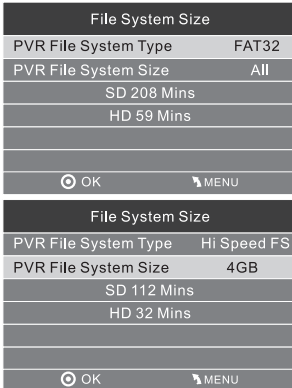 File System Size
PVR File System Type FAT32
PVR File System Size All
SD 208 Mins
HD 59 Mins
OK MENU
File System Size
PVR File System Type Hi Speed FS
PVR File System Size 4GB
SD 112 Mins
HD 32 Mins
OK MENU